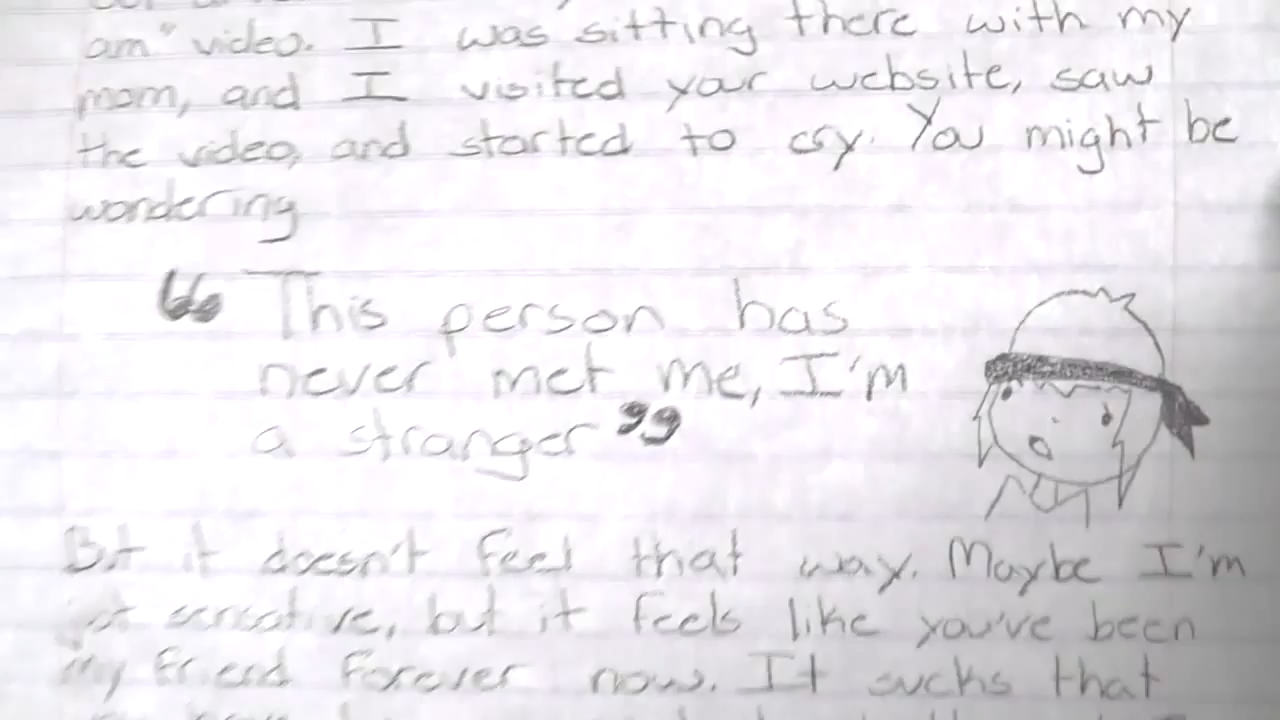 am" video. I was sitting there with my
mom, and I visited your website, saw
the video, and started to cry. You might be
wondering
“ This person has
never met me, I'm
a stranger ”
But it doesn't feel that way. Maybe I'm
just sensative, but it feels like you've been
my friend forever now. It sucks that